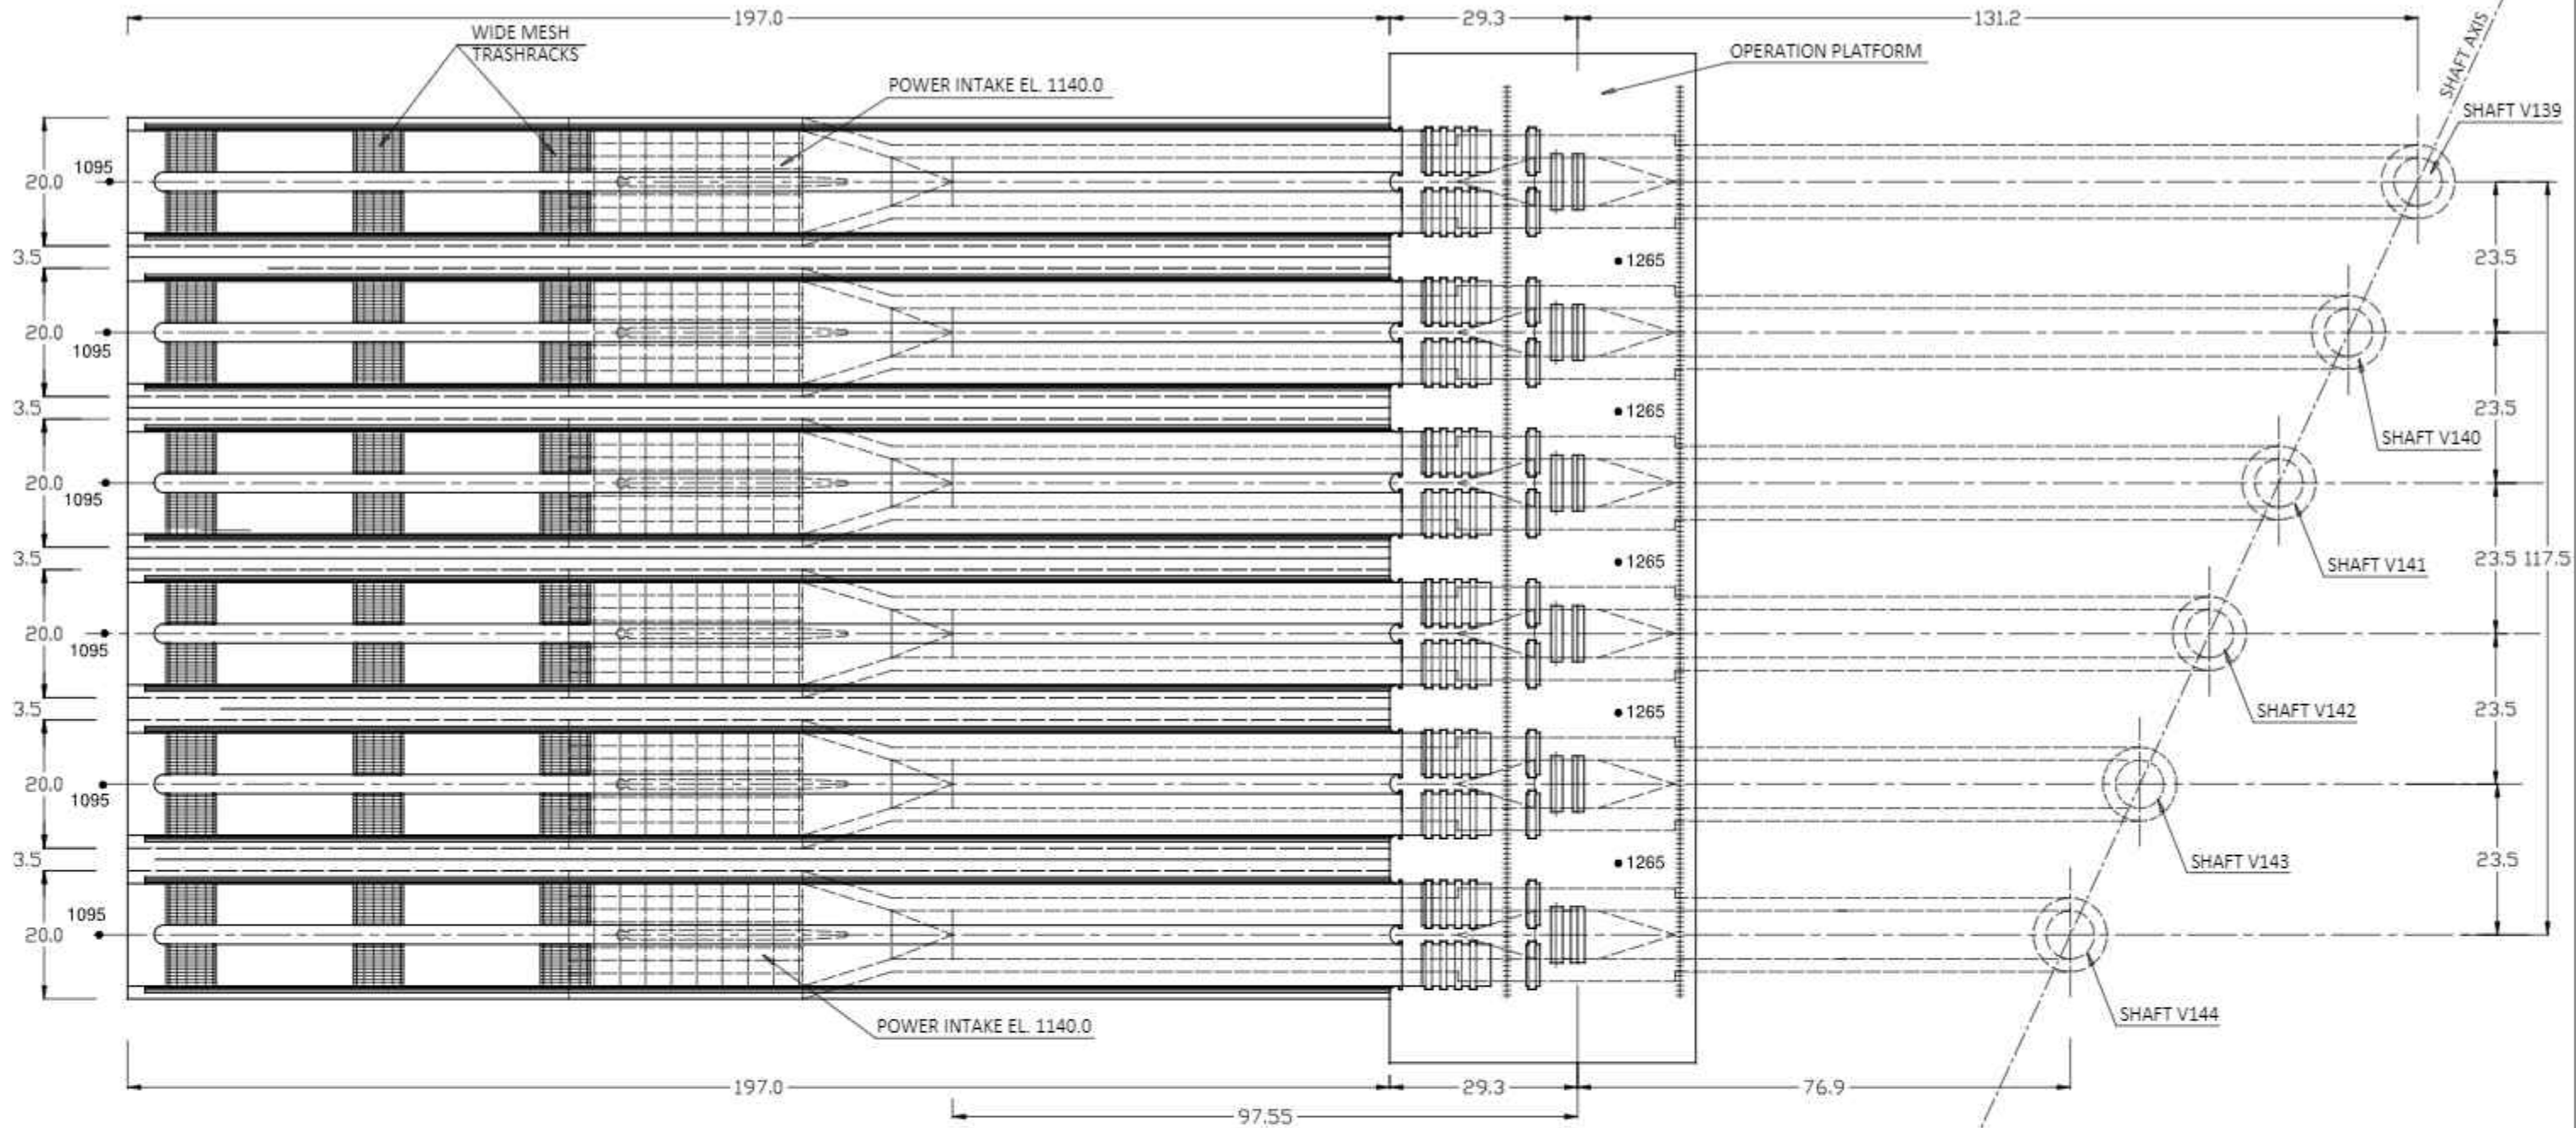 197.0
29.3
131.2
WIDE MESH
TRASHRACKS
OPERATION PLATFORM
SHAFT AXIS
POWER INTAKE EL. 1140.0
SHAFT V139
1095
20.0
3.5
1265
23.5
20.0
1095
3.5
1265
23.5
SHAFT V140
20.0
1095
3.5
1265
23.5
117.5
SHAFT V141
20.0
1095
3.5
1265
23.5
SHAFT V142
20.0
1095
3.5
1265
23.5
SHAFT V143
1095
20.0
SHAFT V144
POWER INTAKE EL. 1140.0
197.0
29.3
76.9
97.55